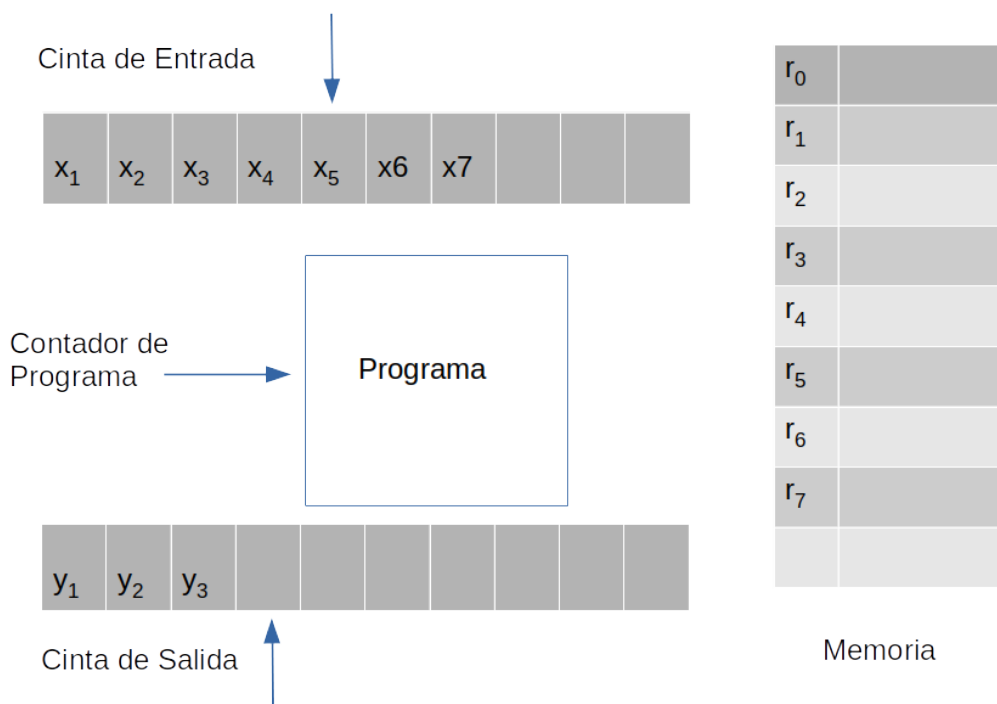 Cinta de Entrada
x₁ x₂ x₃ x₄ x₅ x6 x7
Contador de
Programa
Programa
y₁ y₂ y₃
Cinta de Salida
r₀
r₁
r₂
r₃
r₄
r₅
r₆
r₇
Memoria